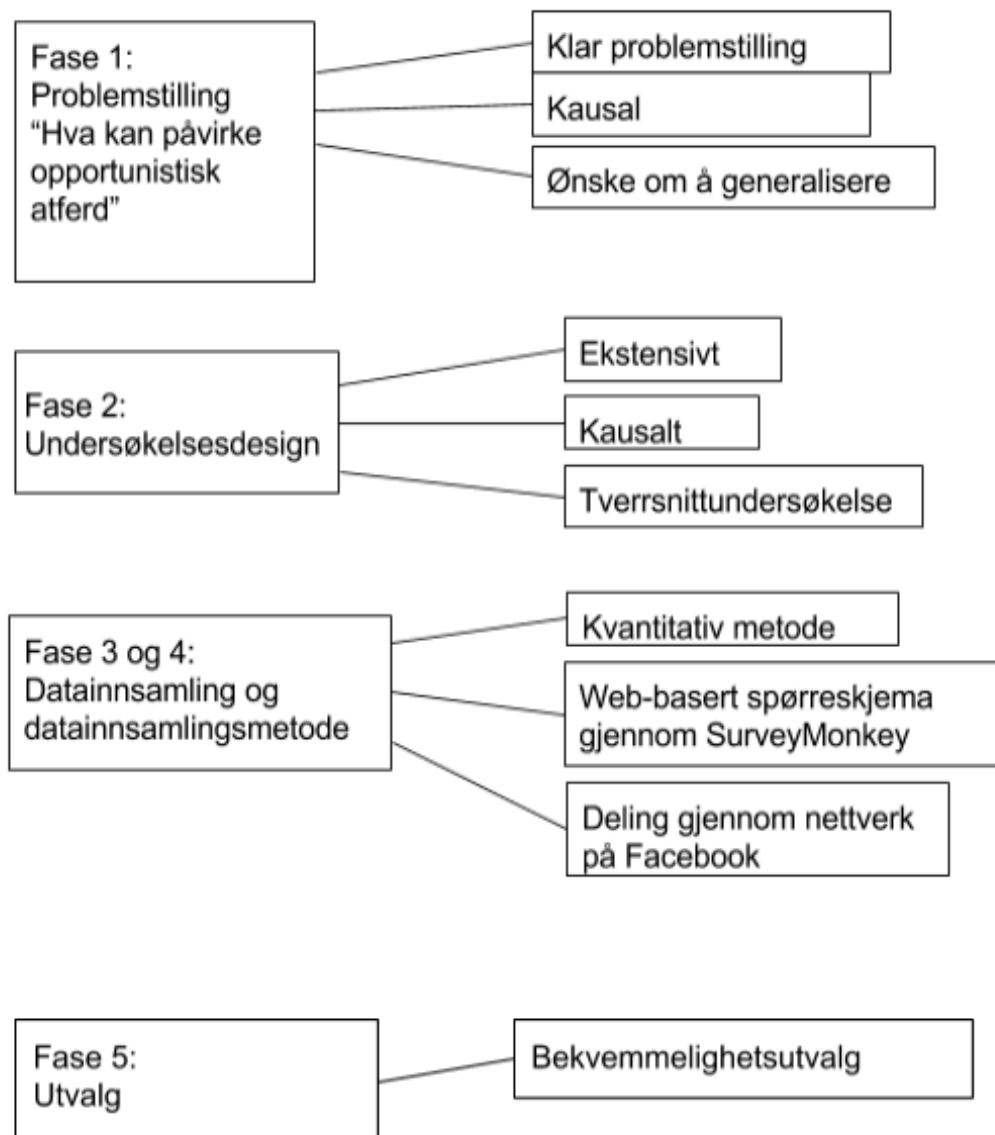 Fase 1:
Problemstilling
“Hva kan påvirke
opportunistisk
atferd”
Klar problemstilling
Kausal
Ønske om å generalisere
Fase 2:
Undersøkelsesdesign
Ekstensivt
Kausalt
Tverrsnittundersøkelse
Fase 3 og 4:
Datainnsamling og
datainnsamlingsmetode
Kvantitativ metode
Web-basert spørreskjema
gjennom SurveyMonkey
Deling gjennom nettverk
på Facebook
Fase 5:
Utvalg
Bekvemmelighetsutvalg